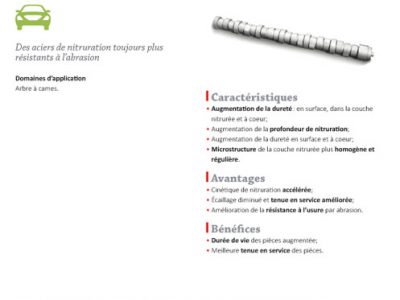 Des aciers de nitruration toujours plus
résistants à l'abrasion
Domaines d'application
Arbre à cames.
Caractéristiques
• Augmentation de la dureté : en surface, dans la couche
nitrurée et à coeur;
• Augmentation de la profondeur de nitruration;
• Augmentation de la dureté en surface et à coeur;
• Microstructure de la couche nitrurée plus homogène et
régulière.
Avantages
• Cinétique de nitruration accélérée;
• Écaillage diminué et tenue en service améliorée;
• Amélioration de la résistance à l'usure par abrasion.
Bénéfices
• Durée de vie des pièces augmentée;
• Meilleure tenue en service des pièces.